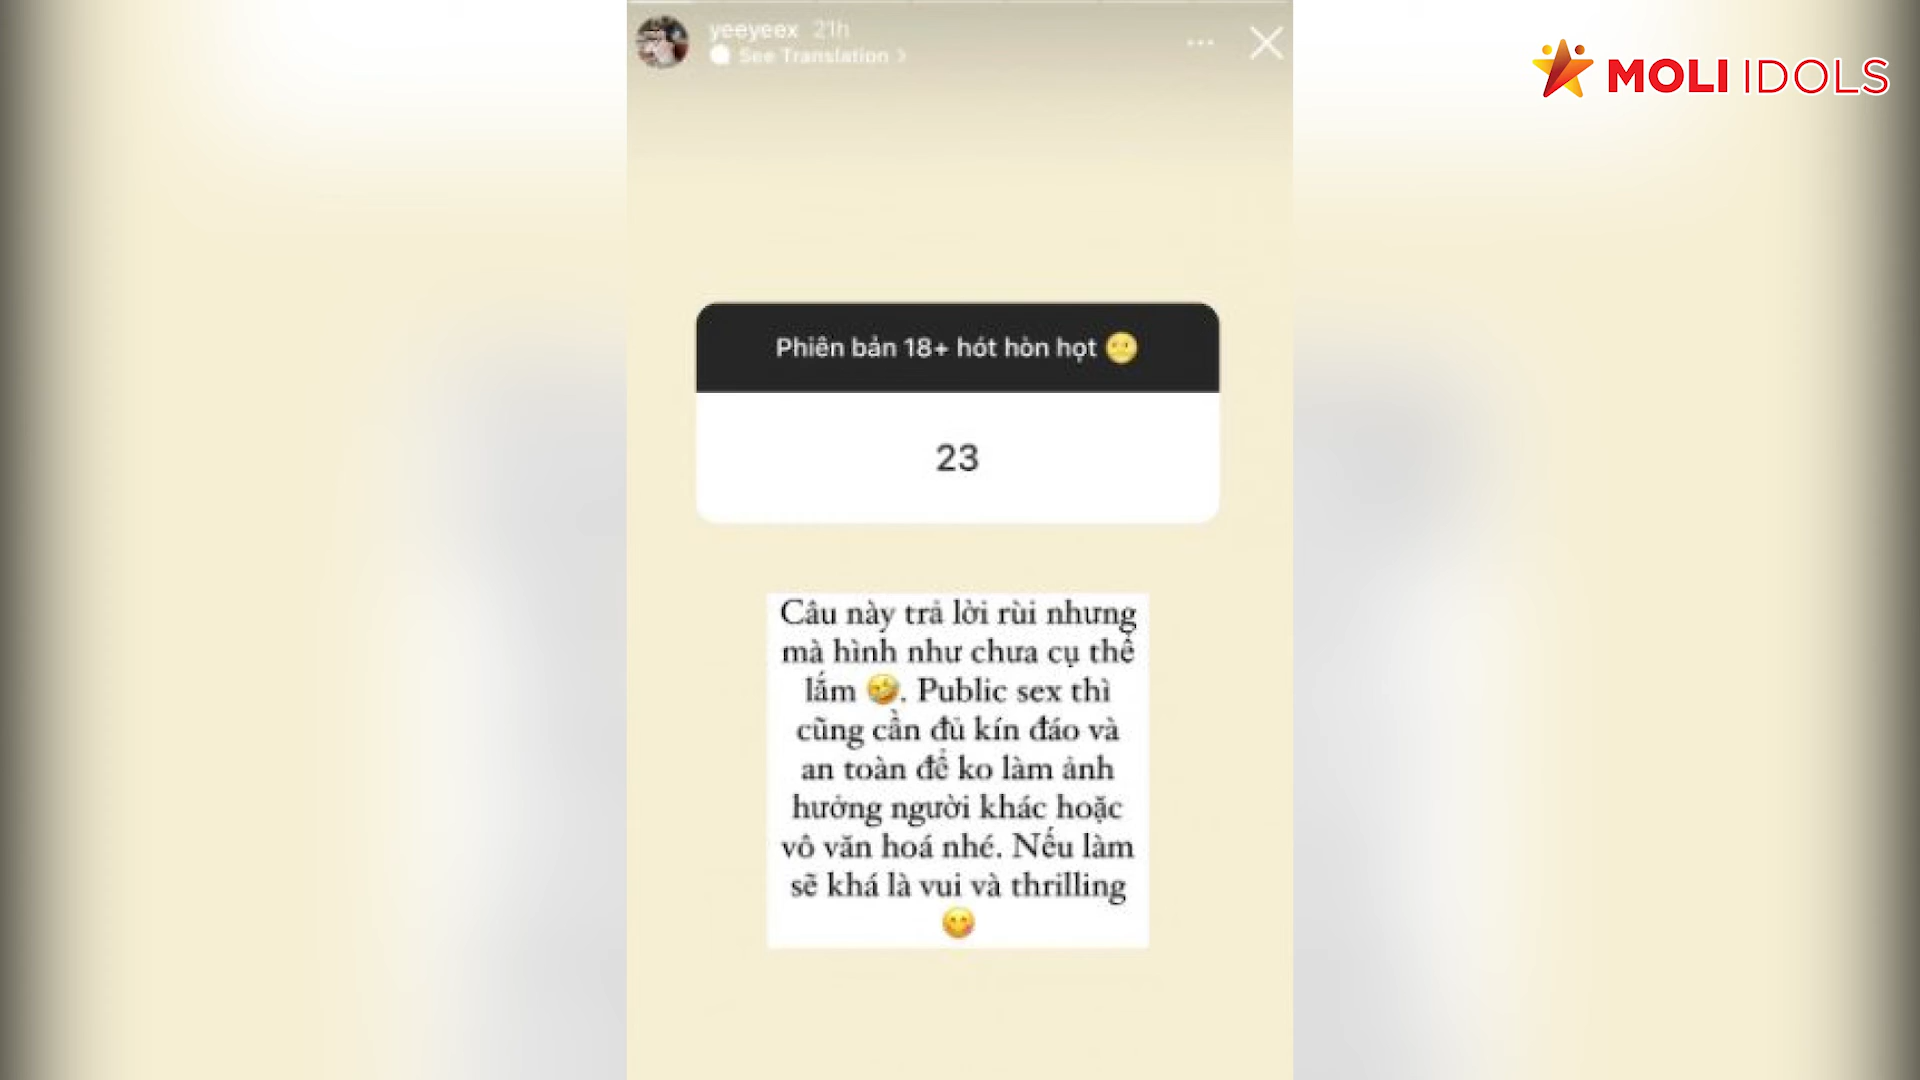 yeeyeex 21h
See Translation
MOLI IDOLS
Phiên bản 18+ hót hòn họt 🫢
23
Câu này trả lời rùi nhưng
mà hình như chưa cụ thể
lắm 🤣. Public sex thì
cũng cần đủ kín đáo và
an toàn để ko làm ảnh
hưởng người khác hoặc
vô văn hoá nhé. Nếu làm
sẽ khá là vui và thrilling
😋